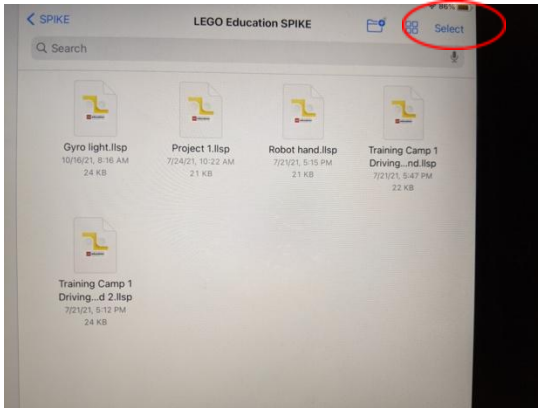 86%
< SPIKE
LEGO Education SPIKE
Select
Search
Gyro light.llsp
10/16/21, 8:16 AM
24 KB
Project 1.llsp
7/24/21, 10:22 AM
21 KB
Robot hand.llsp
7/21/21, 5:15 PM
21 KB
Training Camp 1
Driving...nd.llsp
7/21/21, 5:47 PM
22 KB
Training Camp 1
Driving...d 2.llsp
7/21/21, 5:12 PM
24 KB